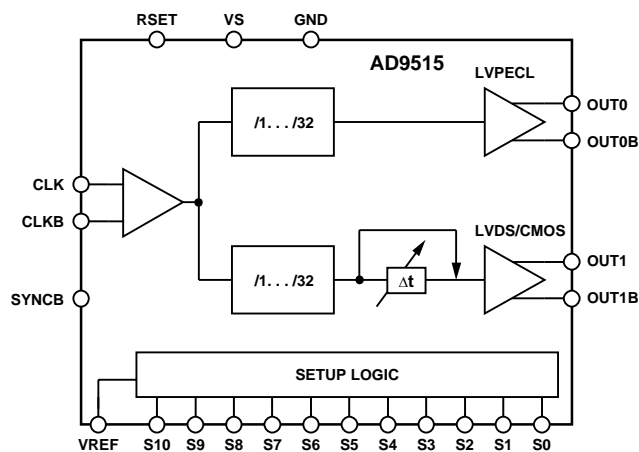 RSET VS GND
AD9515
LVPECL
/1. . . /32
OUT0
OUT0B
CLK
CLKB
LVDS/CMOS
/1. . . /32
Δt
OUT1
OUT1B
SYNCB
SETUP LOGIC
VREF S10 S9 S8 S7 S6 S5 S4 S3 S2 S1 S0